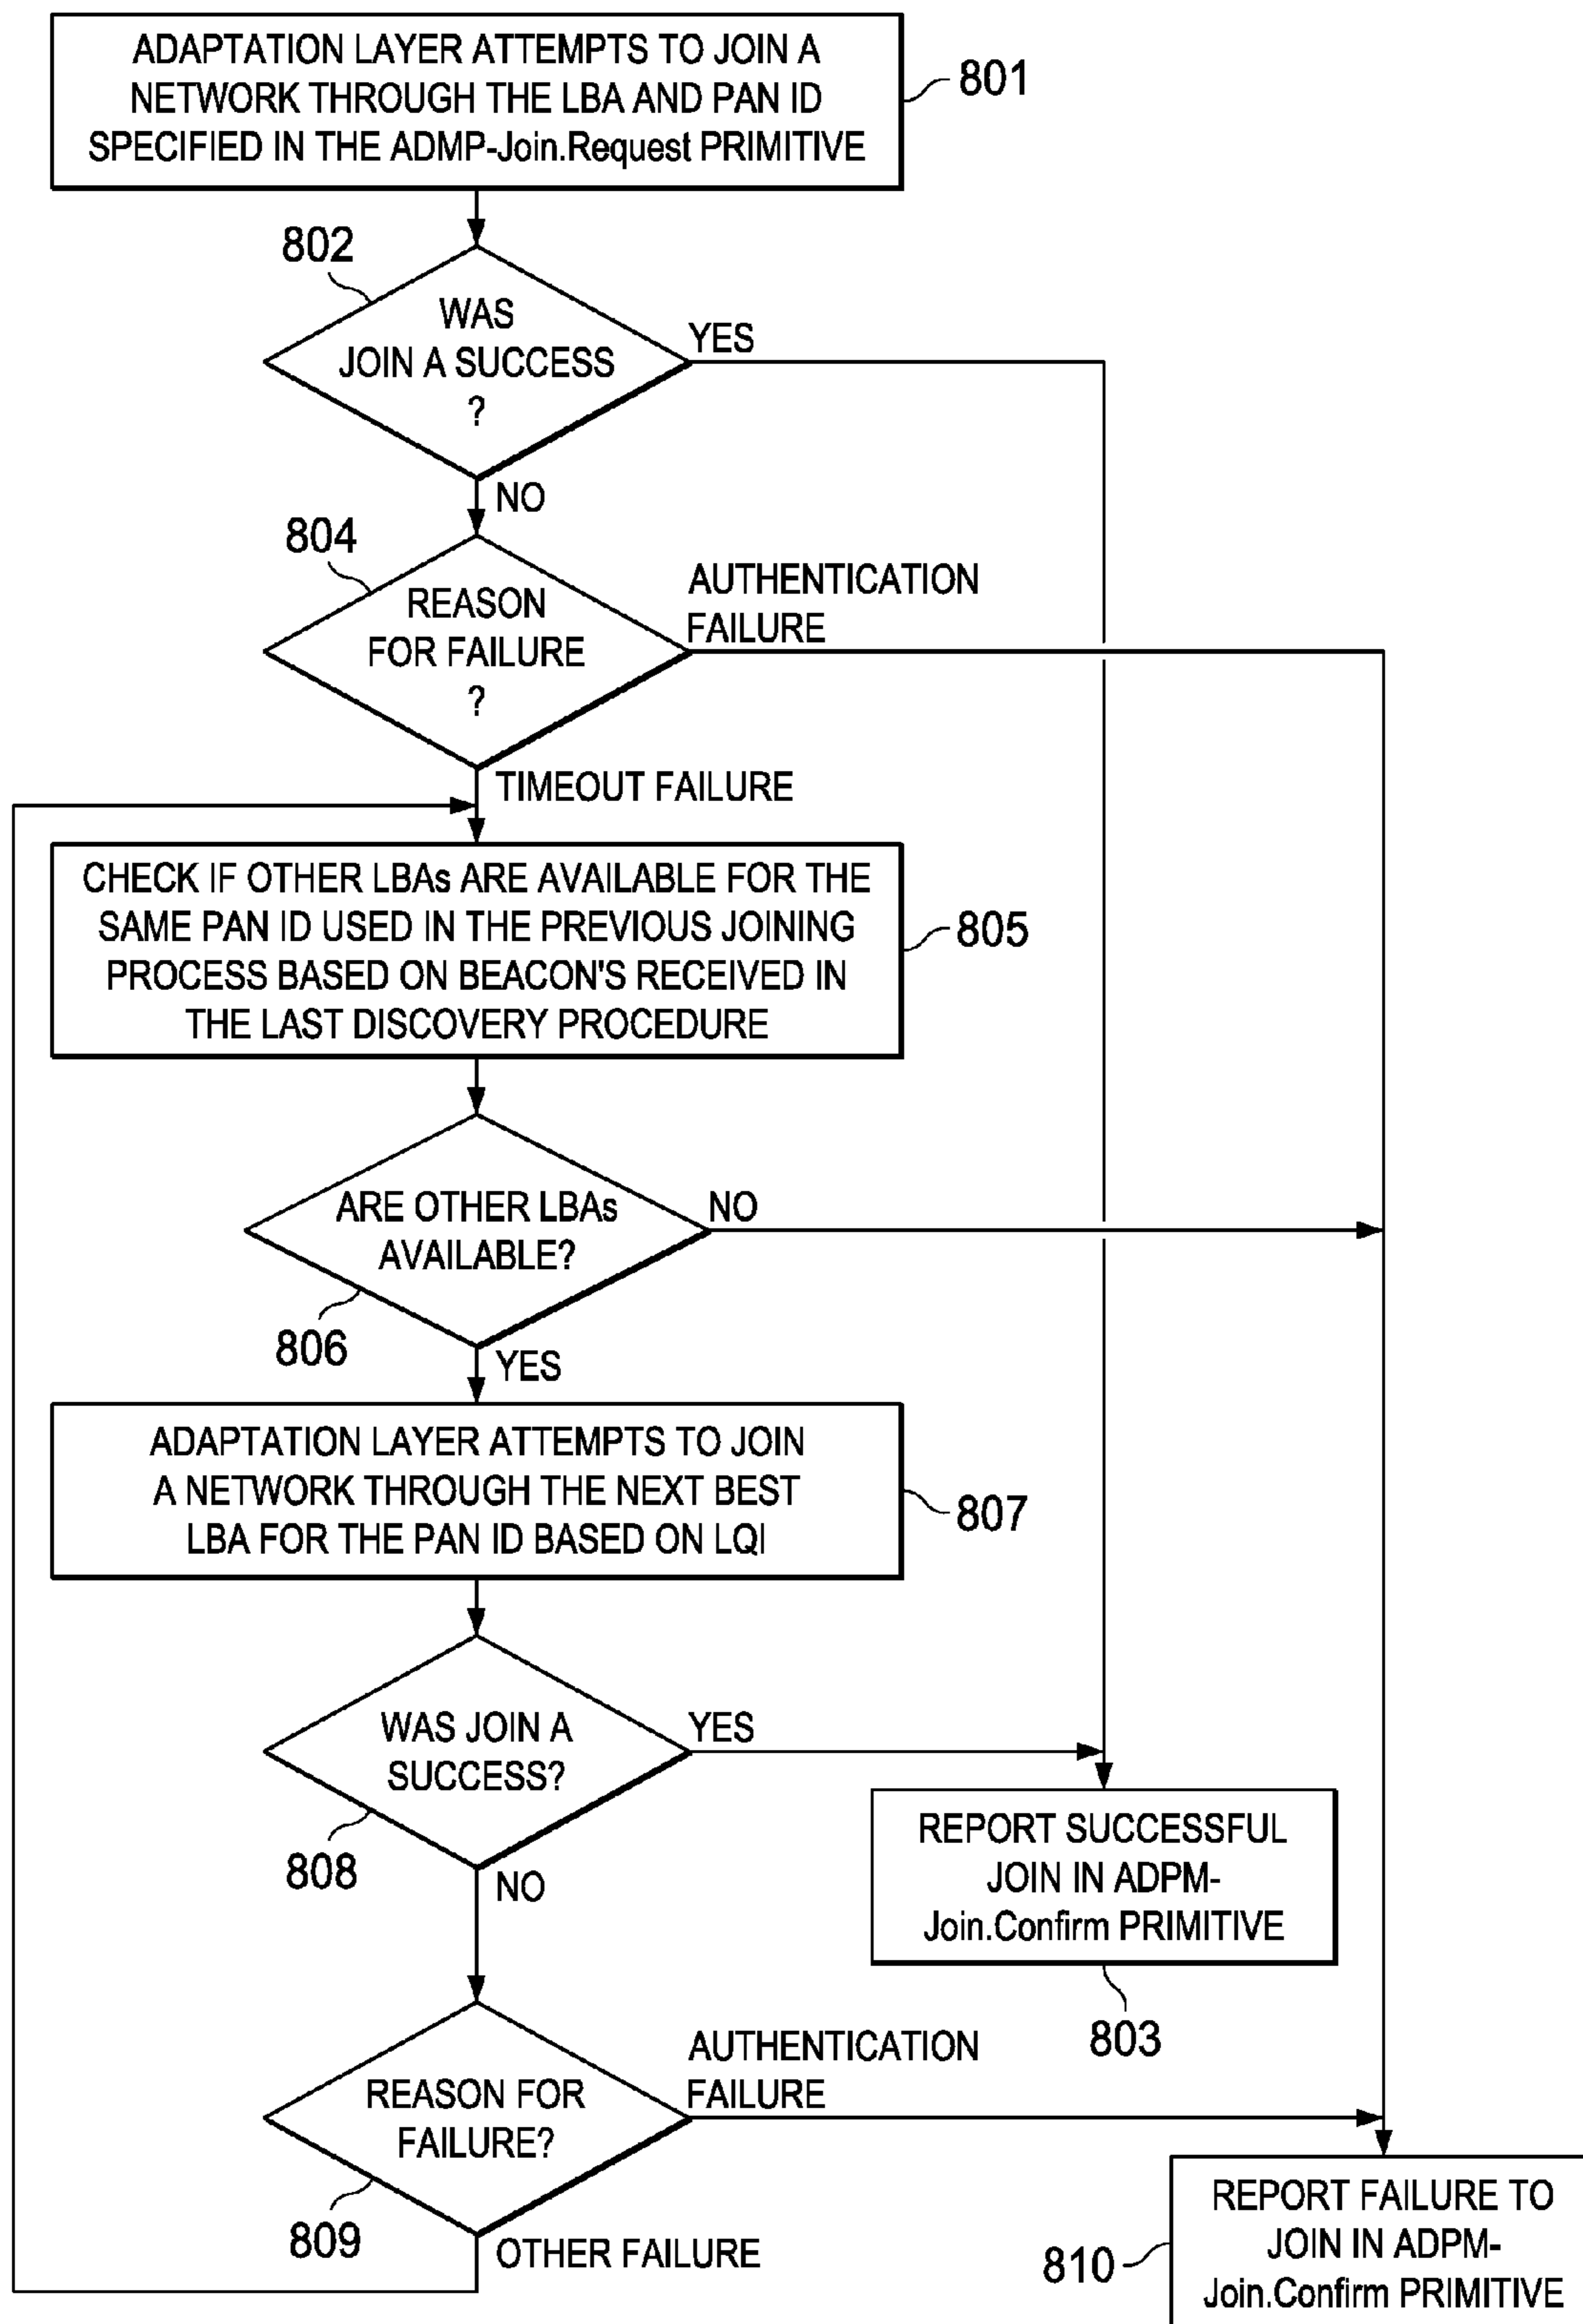 ADAPTATION LAYER ATTEMPTS TO JOIN A
NETWORK THROUGH THE LBA AND PAN ID
SPECIFIED IN THE ADMP-Join.Request PRIMITIVE
801
802
WAS
JOIN A SUCCESS
?
YES
NO
804
REASON
FOR FAILURE
?
AUTHENTICATION
FAILURE
TIMEOUT FAILURE
CHECK IF OTHER LBAs ARE AVAILABLE FOR THE
SAME PAN ID USED IN THE PREVIOUS JOINING
PROCESS BASED ON BEACON'S RECEIVED IN
THE LAST DISCOVERY PROCEDURE
805
ARE OTHER LBAs
AVAILABLE?
NO
806
YES
ADAPTATION LAYER ATTEMPTS TO JOIN
A NETWORK THROUGH THE NEXT BEST
LBA FOR THE PAN ID BASED ON LQI
807
WAS JOIN A
SUCCESS?
YES
808
NO
REPORT SUCCESSFUL
JOIN IN ADPM-
Join.Confirm PRIMITIVE
803
REASON FOR
FAILURE?
AUTHENTICATION
FAILURE
809
OTHER FAILURE
REPORT FAILURE TO
JOIN IN ADPM-
Join.Confirm PRIMITIVE
810